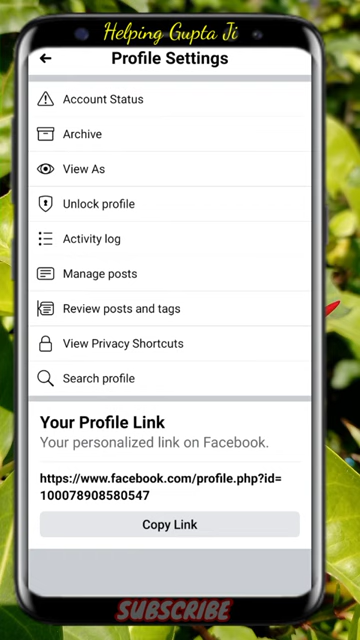 Helping Gupta Ji
Profile Settings
Account Status
Archive
View As
Unlock profile
Activity log
Manage posts
Review posts and tags
View Privacy Shortcuts
Search profile
Your Profile Link
Your personalized link on Facebook.
https://www.facebook.com/profile.php?id=
100078908580547
Copy Link
SUBSCRIBE